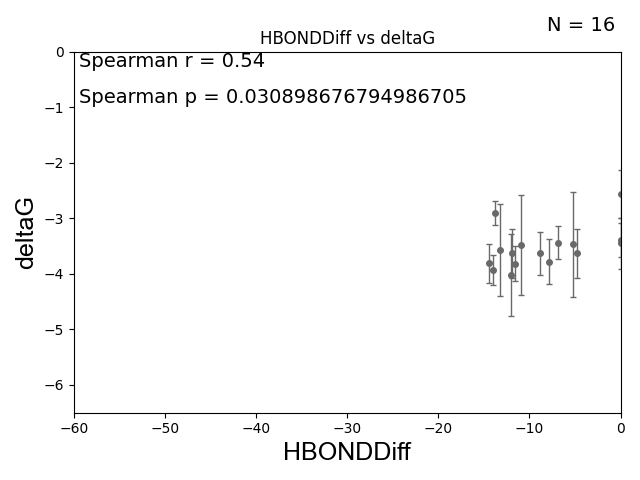 N = 16
HBONDDiff vs deltaG
Spearman r = 0.54
Spearman p = 0.030898676794986705
deltaG
0
−1
−2
−3
−4
−5
−6
−60 −50 −40 −30 −20 −10 0
HBONDDiff